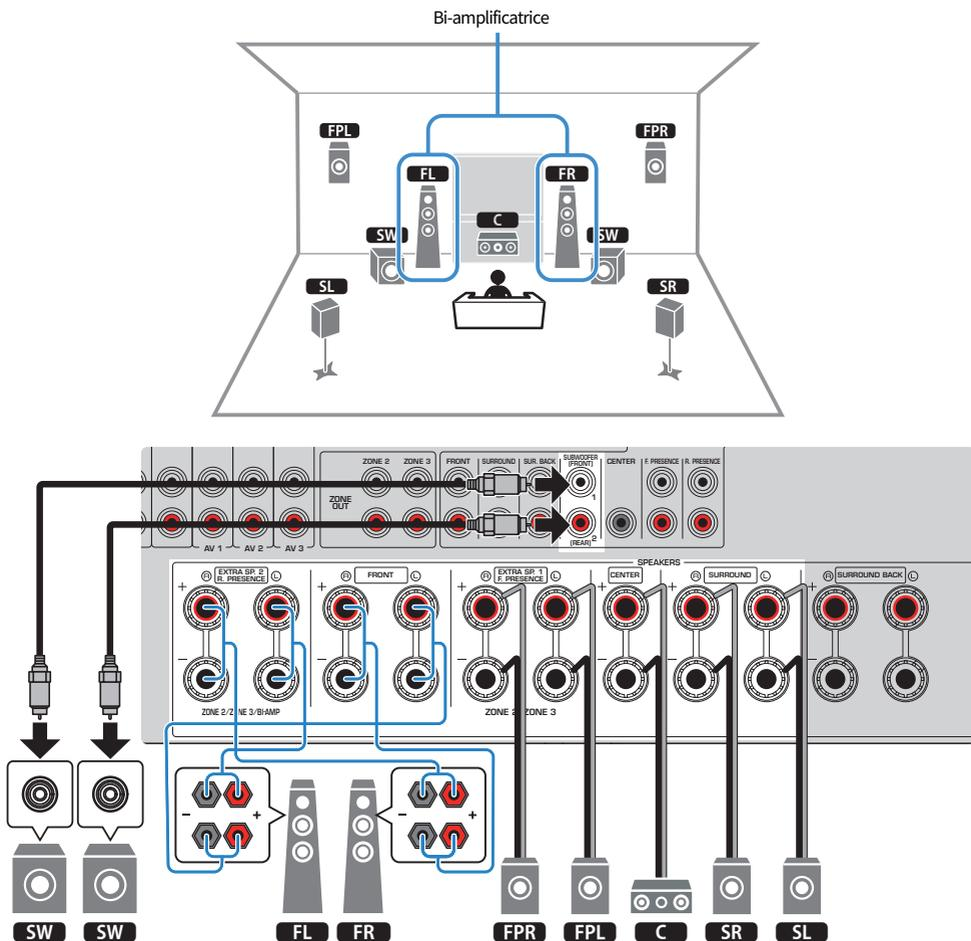 Bi-amplificatrice
FPL
FPR
FL
FR
C
SW
SW
SL
SR
ZONE 2
ZONE 3
FRONT
SURROUND
SUR. BACK
SUBWOOFER
(FRONT)
CENTER
F. PRESENCE
R. PRESENCE
1
ZONE
OUT
2
(REAR)
AV 1
AV 2
AV 3
SPEAKERS
R
EXTRA SP. 2
R. PRESENCE
L
R
FRONT
L
R
EXTRA SP. 1
F. PRESENCE
L
CENTER
R
SURROUND
L
R
SURROUND BACK
L
+
+
+
+
+
+
–
–
–
–
–
–
ZONE 2/ZONE 3/BI-AMP
ZONE 2/ZONE 3
– +
– +
SW
SW
FL
FR
FPR
FPL
C
SR
SL